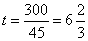 t = 300/45 = 6 2/3